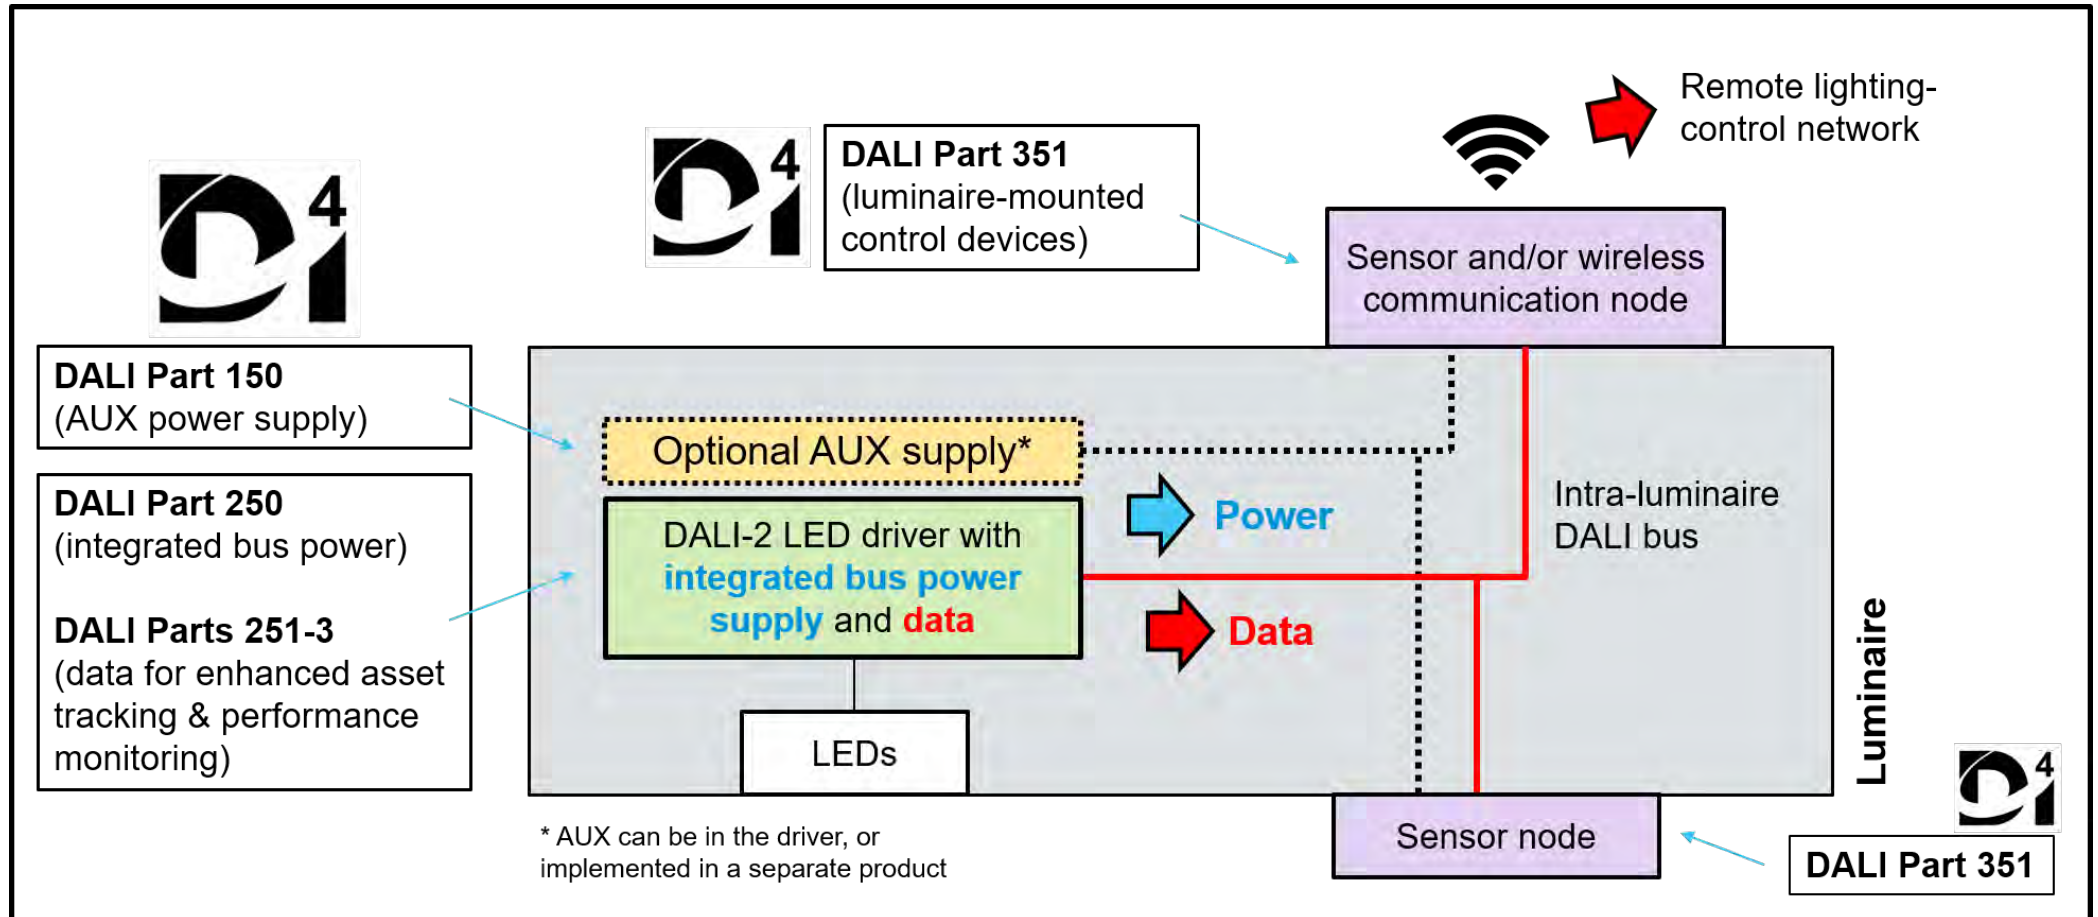 D4i
DALI Part 150
(AUX power supply)
DALI Part 250
(integrated bus power)
DALI Parts 251-3
(data for enhanced asset
tracking & performance
monitoring)
D4i
DALI Part 351
(luminaire-mounted
control devices)
Remote lighting-
control network
Sensor and/or wireless
communication node
Optional AUX supply*
DALI-2 LED driver with
integrated bus power
supply and data
Power
Data
Intra-luminaire
DALI bus
LEDs
Luminaire
* AUX can be in the driver, or
implemented in a separate product
Sensor node
D4i
DALI Part 351